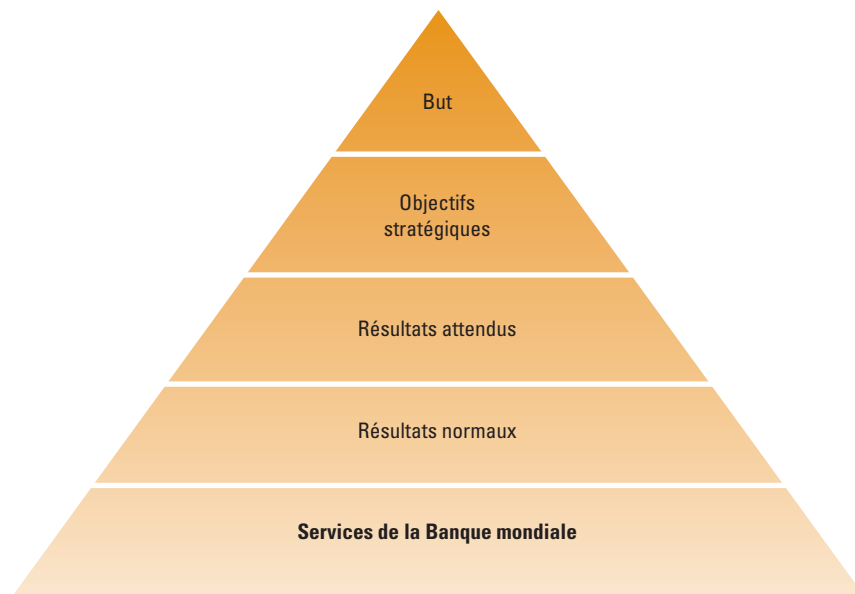 But
Objectifs
stratégiques
Résultats attendus
Résultats normaux
Services de la Banque mondiale